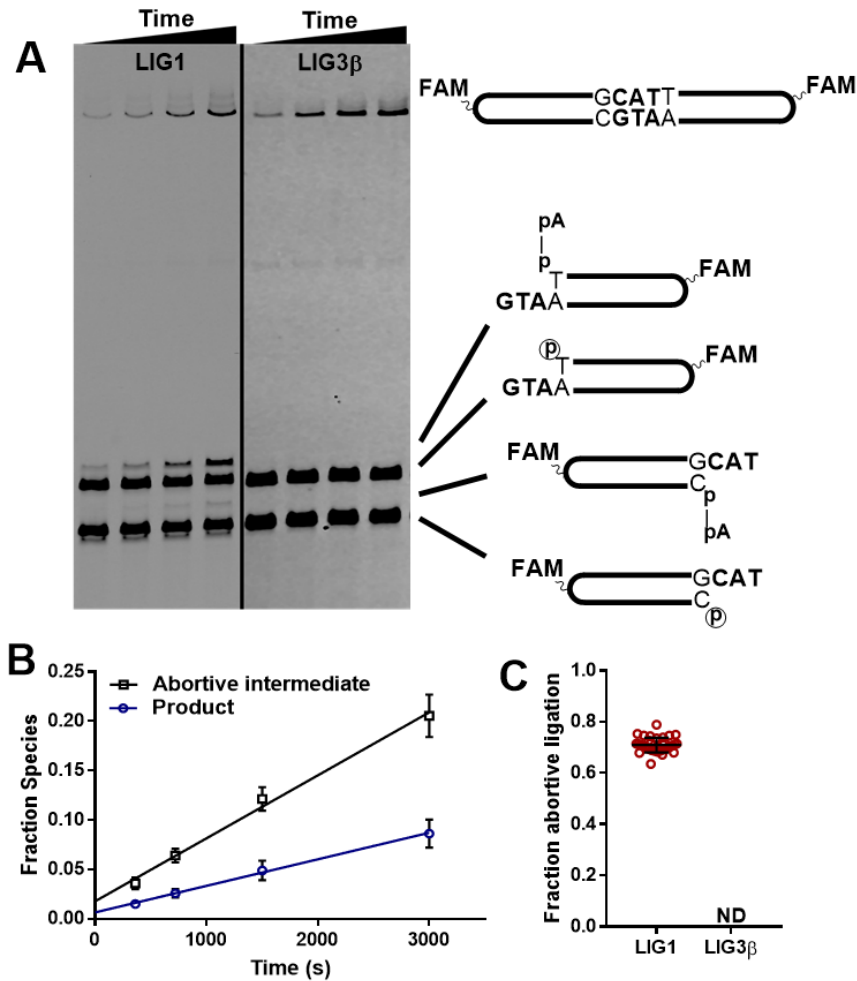 Time
Time
A
LIG1
LIG3β
FAM
FAM
GCATT
CGTAA
pA
p
T
FAM
GTAA
p
T
FAM
GTAA
FAM
GCAT
C
p
pA
FAM
GCAT
C
p
B
C
0.25
0.20
0.15
0.10
0.05
0.00
Fraction Species
Abortive intermediate
Product
0
1000
2000
3000
Time (s)
1.0
0.8
0.6
0.4
0.2
0.0
Fraction abortive ligation
ND
LIG1
LIG3β